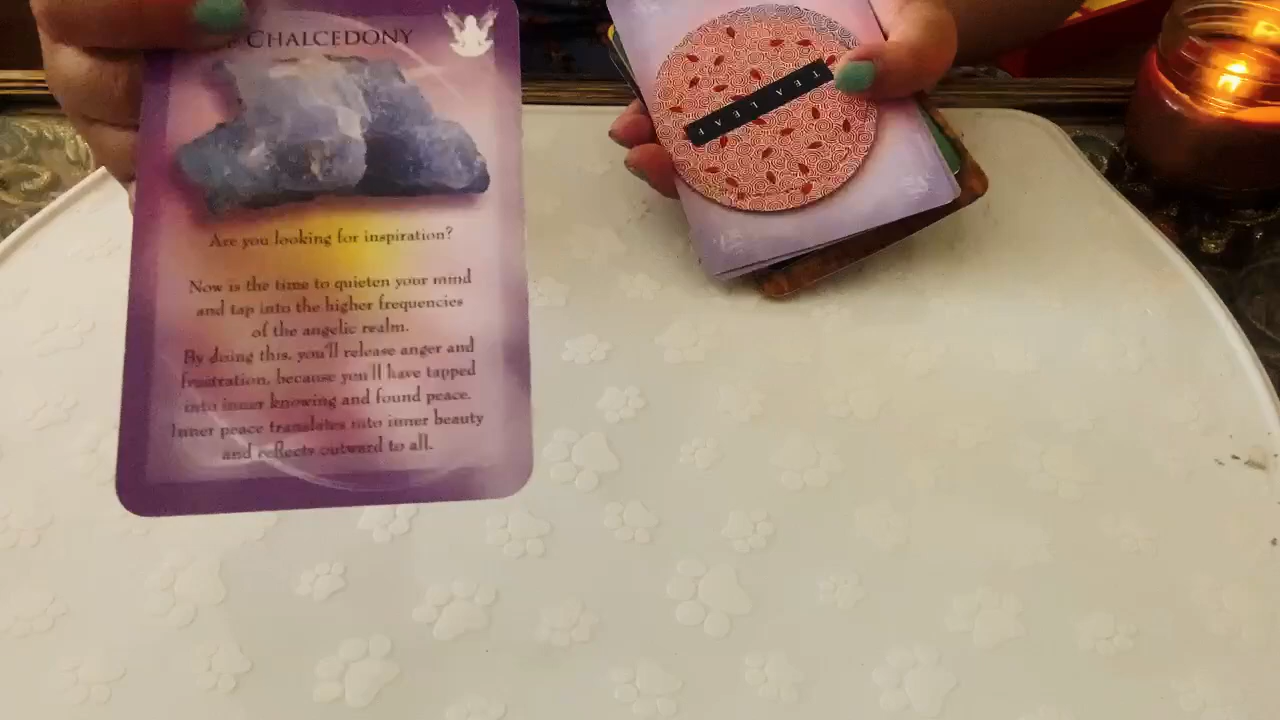 CHALCEDONY
Are you looking for inspiration?
Now is the time to quieten your mind
and tap into the higher frequencies
of the angelic realm.
By doing this, you'll release anger and
frustration, because you'll have tapped
into inner knowing and found peace.
Inner peace translates into inner beauty
and reflects outward to all.
TEA LEAF